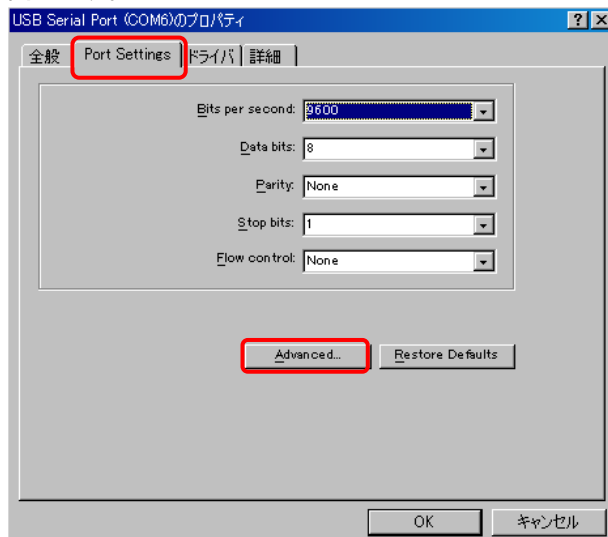 USB Serial Port (COM6)のプロパティ
全般 Port Settings ドライバ 詳細
Bits per second: 9600
Data bits: 8
Parity: None
Stop bits: 1
Flow control: None
Advanced... Restore Defaults
OK キャンセル